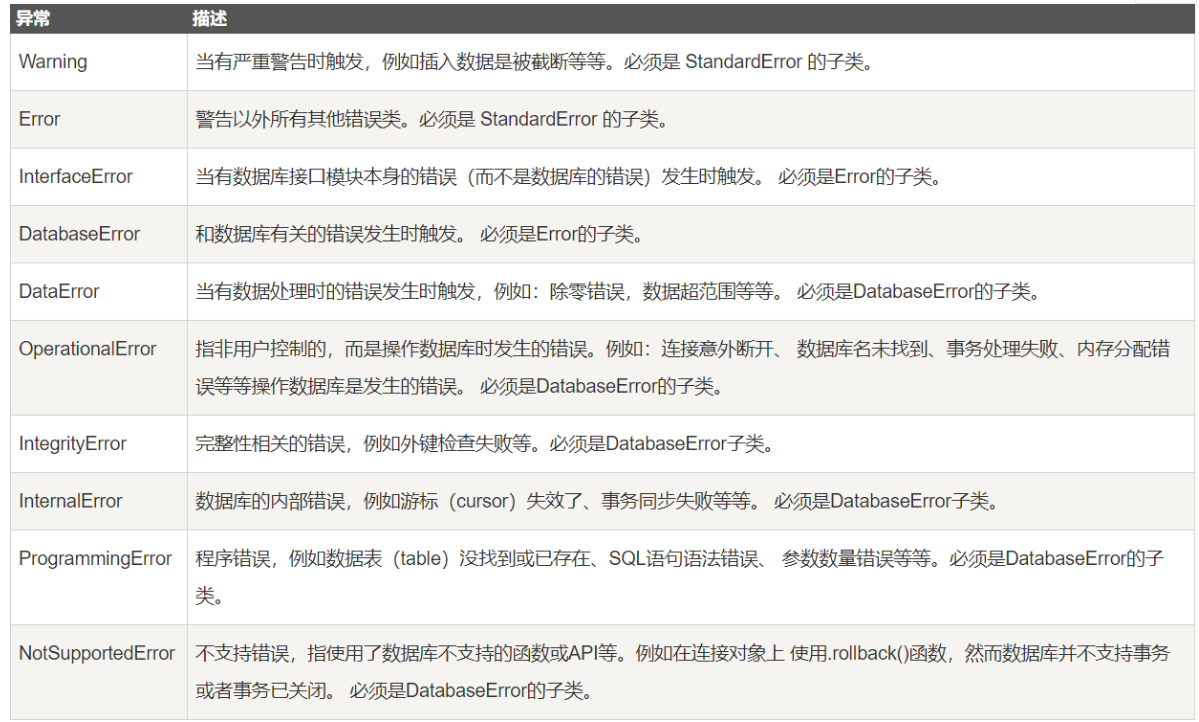 异常 描述
Warning 当有严重警告时触发，例如插入数据是被截断等等。必须是 StandardError 的子类。
Error 警告以外所有其他错误类。必须是 StandardError 的子类。
InterfaceError 当有数据库接口模块本身的错误（而不是数据库的错误）发生时触发。 必须是Error的子类。
DatabaseError 和数据库有关的错误发生时触发。 必须是Error的子类。
DataError 当有数据处理时的错误发生时触发，例如：除零错误，数据超范围等等。 必须是DatabaseError的子类。
OperationalError 指非用户控制的，而是操作数据库时发生的错误。例如：连接意外断开、 数据库名未找到、事务处理失败、内存分配错
误等等操作数据库是发生的错误。 必须是DatabaseError的子类。
IntegrityError 完整性相关的错误，例如外键检查失败等。必须是DatabaseError子类。
InternalError 数据库的内部错误，例如游标（cursor）失效了、事务同步失败等等。 必须是DatabaseError子类。
ProgrammingError 程序错误，例如数据表（table）没找到或已存在、SQL语句语法错误、 参数数量错误等等。必须是DatabaseError的子
类。
NotSupportedError 不支持错误，指使用了数据库不支持的函数或API等。例如在连接对象上 使用.rollback()函数，然而数据库并不支持事务
或者事务已关闭。 必须是DatabaseError的子类。